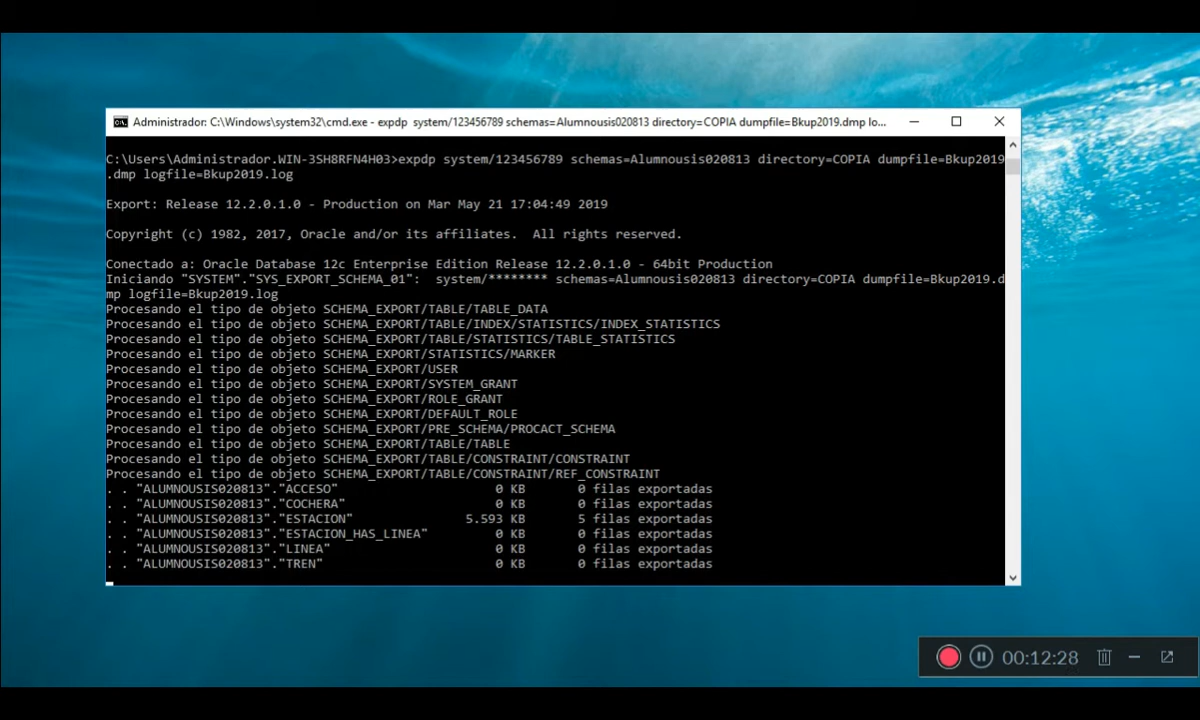 Administrador: C:\Windows\system32\cmd.exe - expdp  system/123456789 schemas=Alumnousis020813 directory=COPIA dumpfile=Bkup2019.dmp lo...
C:\Users\Administrador.WIN-3SH8RFN4H03>expdp system/123456789 schemas=Alumnousis020813 directory=COPIA dumpfile=Bkup2019
.dmp logfile=Bkup2019.log
Export: Release 12.2.0.1.0 - Production on Mar May 21 17:04:49 2019
Copyright (c) 1982, 2017, Oracle and/or its affiliates.  All rights reserved.
Conectado a: Oracle Database 12c Enterprise Edition Release 12.2.0.1.0 - 64bit Production
Iniciando "SYSTEM"."SYS_EXPORT_SCHEMA_01":  system/******** schemas=Alumnousis020813 directory=COPIA dumpfile=Bkup2019.d
mp logfile=Bkup2019.log
Procesando el tipo de objeto SCHEMA_EXPORT/TABLE/TABLE_DATA
Procesando el tipo de objeto SCHEMA_EXPORT/TABLE/INDEX/STATISTICS/INDEX_STATISTICS
Procesando el tipo de objeto SCHEMA_EXPORT/TABLE/STATISTICS/TABLE_STATISTICS
Procesando el tipo de objeto SCHEMA_EXPORT/STATISTICS/MARKER
Procesando el tipo de objeto SCHEMA_EXPORT/USER
Procesando el tipo de objeto SCHEMA_EXPORT/SYSTEM_GRANT
Procesando el tipo de objeto SCHEMA_EXPORT/ROLE_GRANT
Procesando el tipo de objeto SCHEMA_EXPORT/DEFAULT_ROLE
Procesando el tipo de objeto SCHEMA_EXPORT/PRE_SCHEMA/PROCACT_SCHEMA
Procesando el tipo de objeto SCHEMA_EXPORT/TABLE/TABLE
Procesando el tipo de objeto SCHEMA_EXPORT/TABLE/CONSTRAINT/CONSTRAINT
Procesando el tipo de objeto SCHEMA_EXPORT/TABLE/CONSTRAINT/REF_CONSTRAINT
. . "ALUMNOUSIS020813"."ACCESO" 0 KB 0 filas exportadas
. . "ALUMNOUSIS020813"."COCHERA" 0 KB 0 filas exportadas
. . "ALUMNOUSIS020813"."ESTACION" 5.593 KB 5 filas exportadas
. . "ALUMNOUSIS020813"."ESTACION_HAS_LINEA" 0 KB 0 filas exportadas
. . "ALUMNOUSIS020813"."LINEA" 0 KB 0 filas exportadas
. . "ALUMNOUSIS020813"."TREN" 0 KB 0 filas exportadas
00:12:28